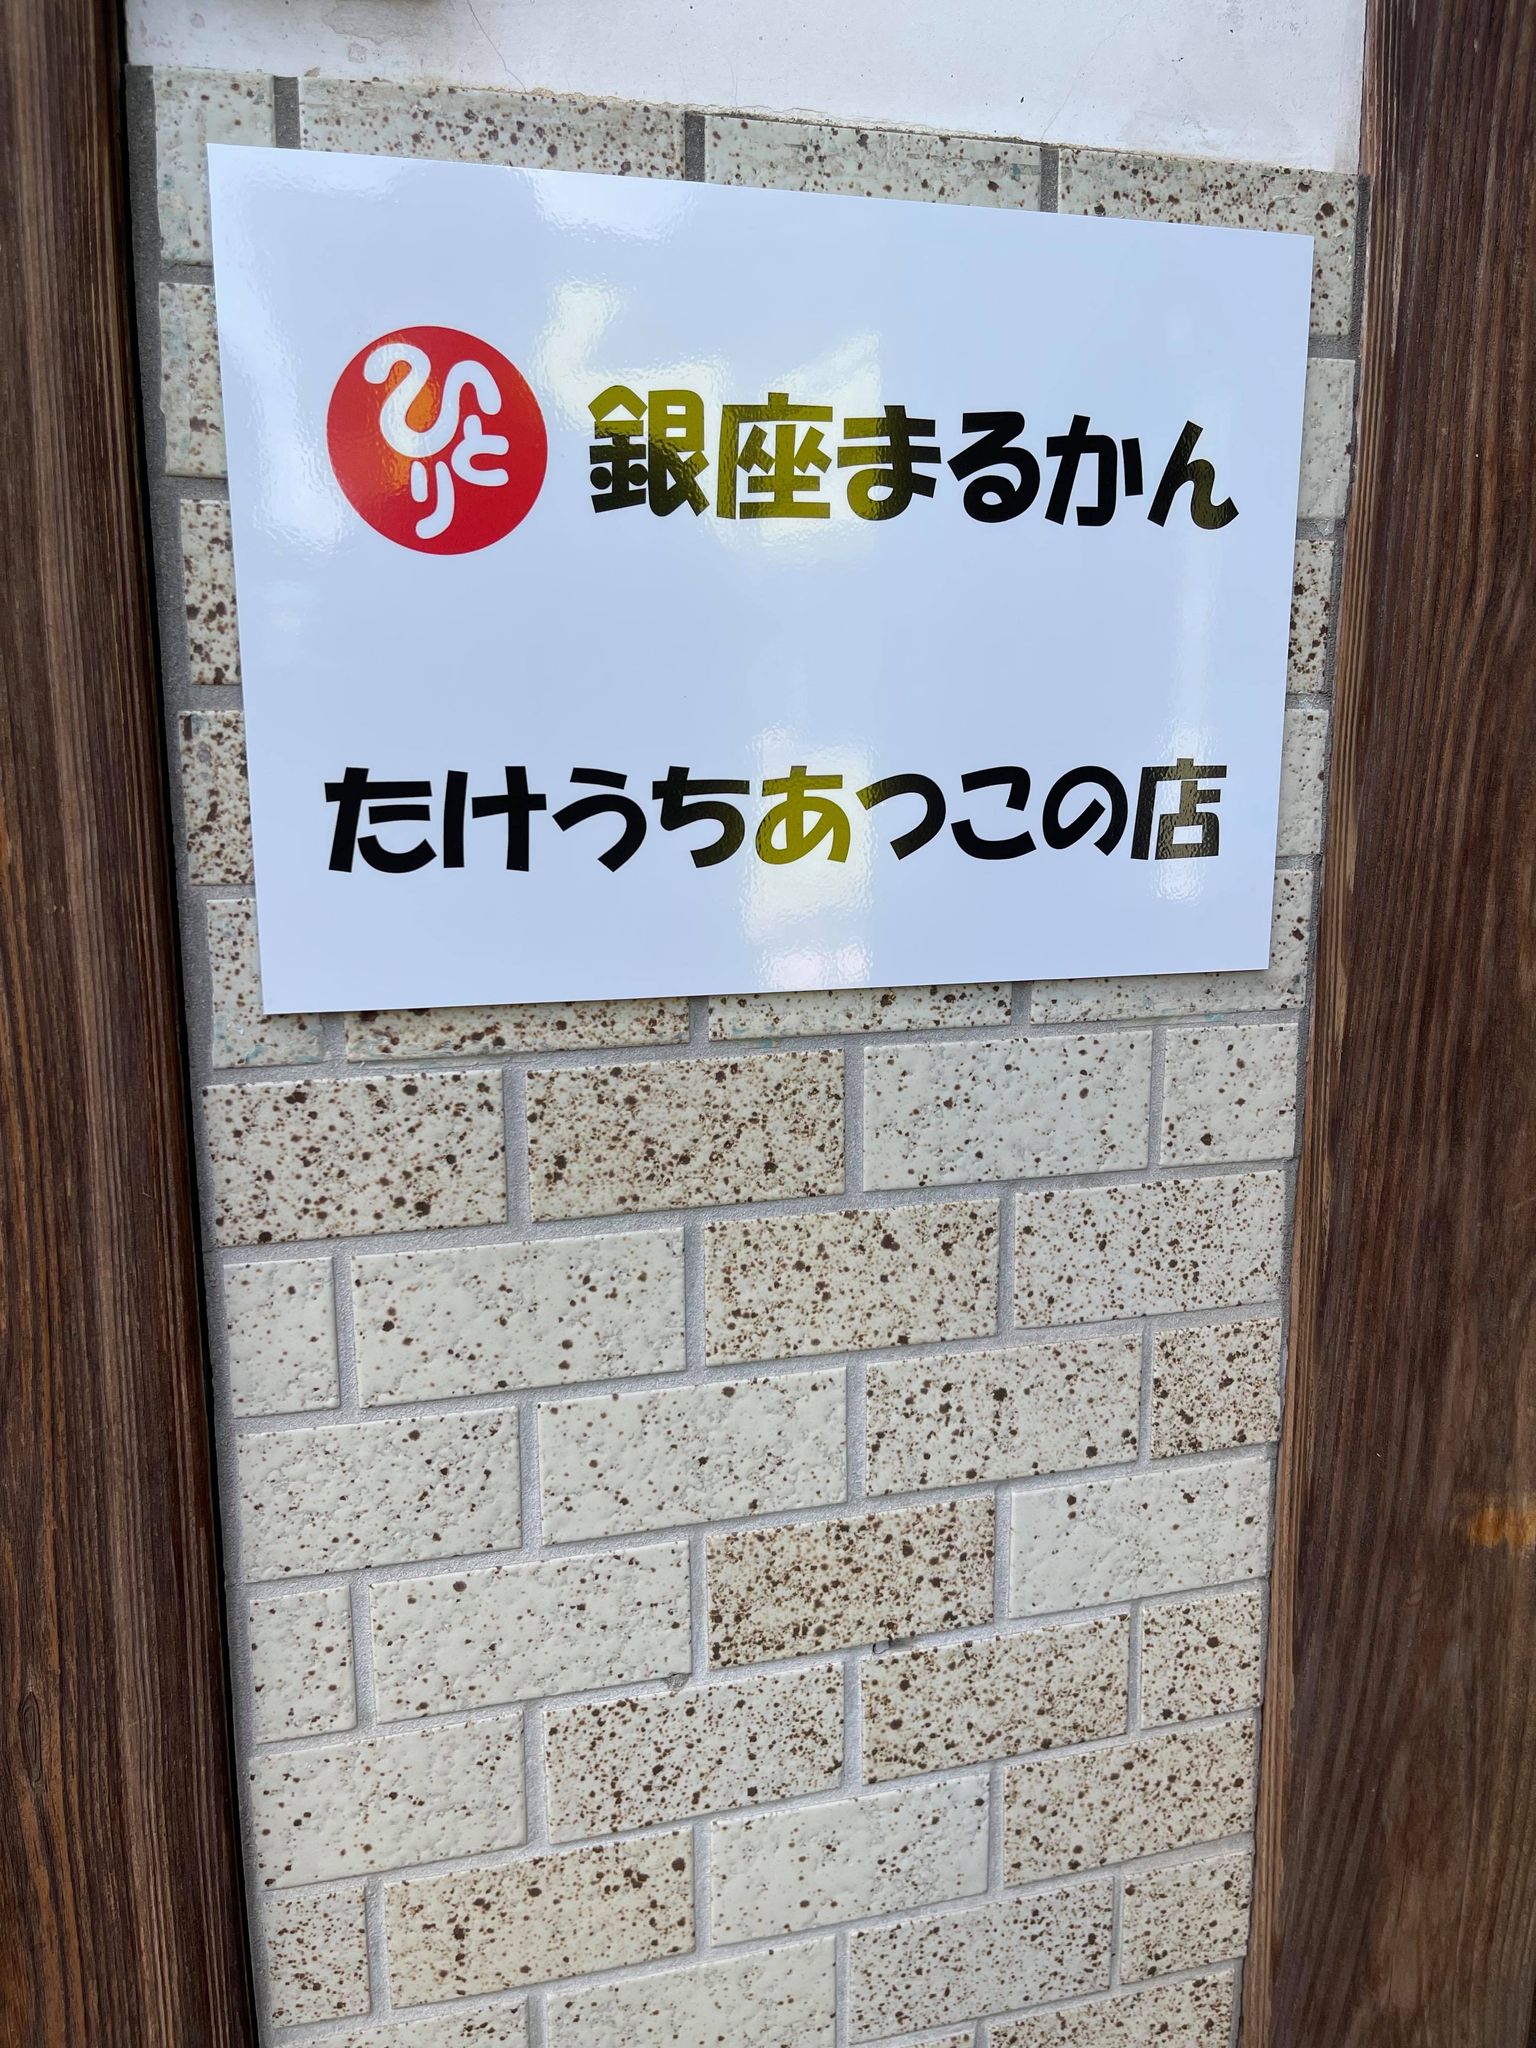 ひとり
銀座まるかん
たけうちあつこの店